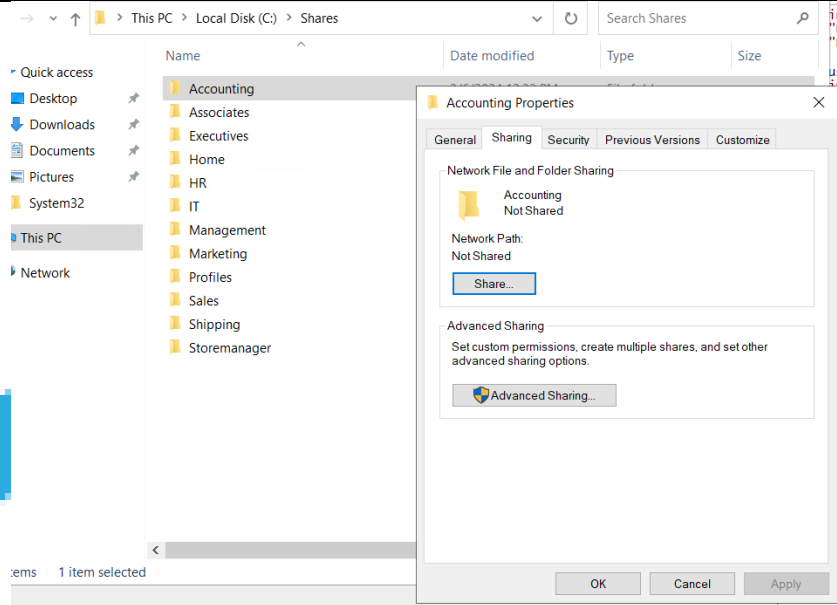 This PC > Local Disk (C:) > Shares
Search Shares
Name
Date modified
Type
Size
Quick access
Desktop
Downloads
Documents
Pictures
System32
This PC
Network
Accounting
Associates
Executives
Home
HR
IT
Management
Marketing
Profiles
Sales
Shipping
Storemanager
Accounting Properties
General
Sharing
Security
Previous Versions
Customize
Network File and Folder Sharing
Accounting
Not Shared
Network Path:
Not Shared
Share...
Advanced Sharing
Set custom permissions, create multiple shares, and set other
advanced sharing options.
Advanced Sharing...
OK
Cancel
Apply
1 item selected